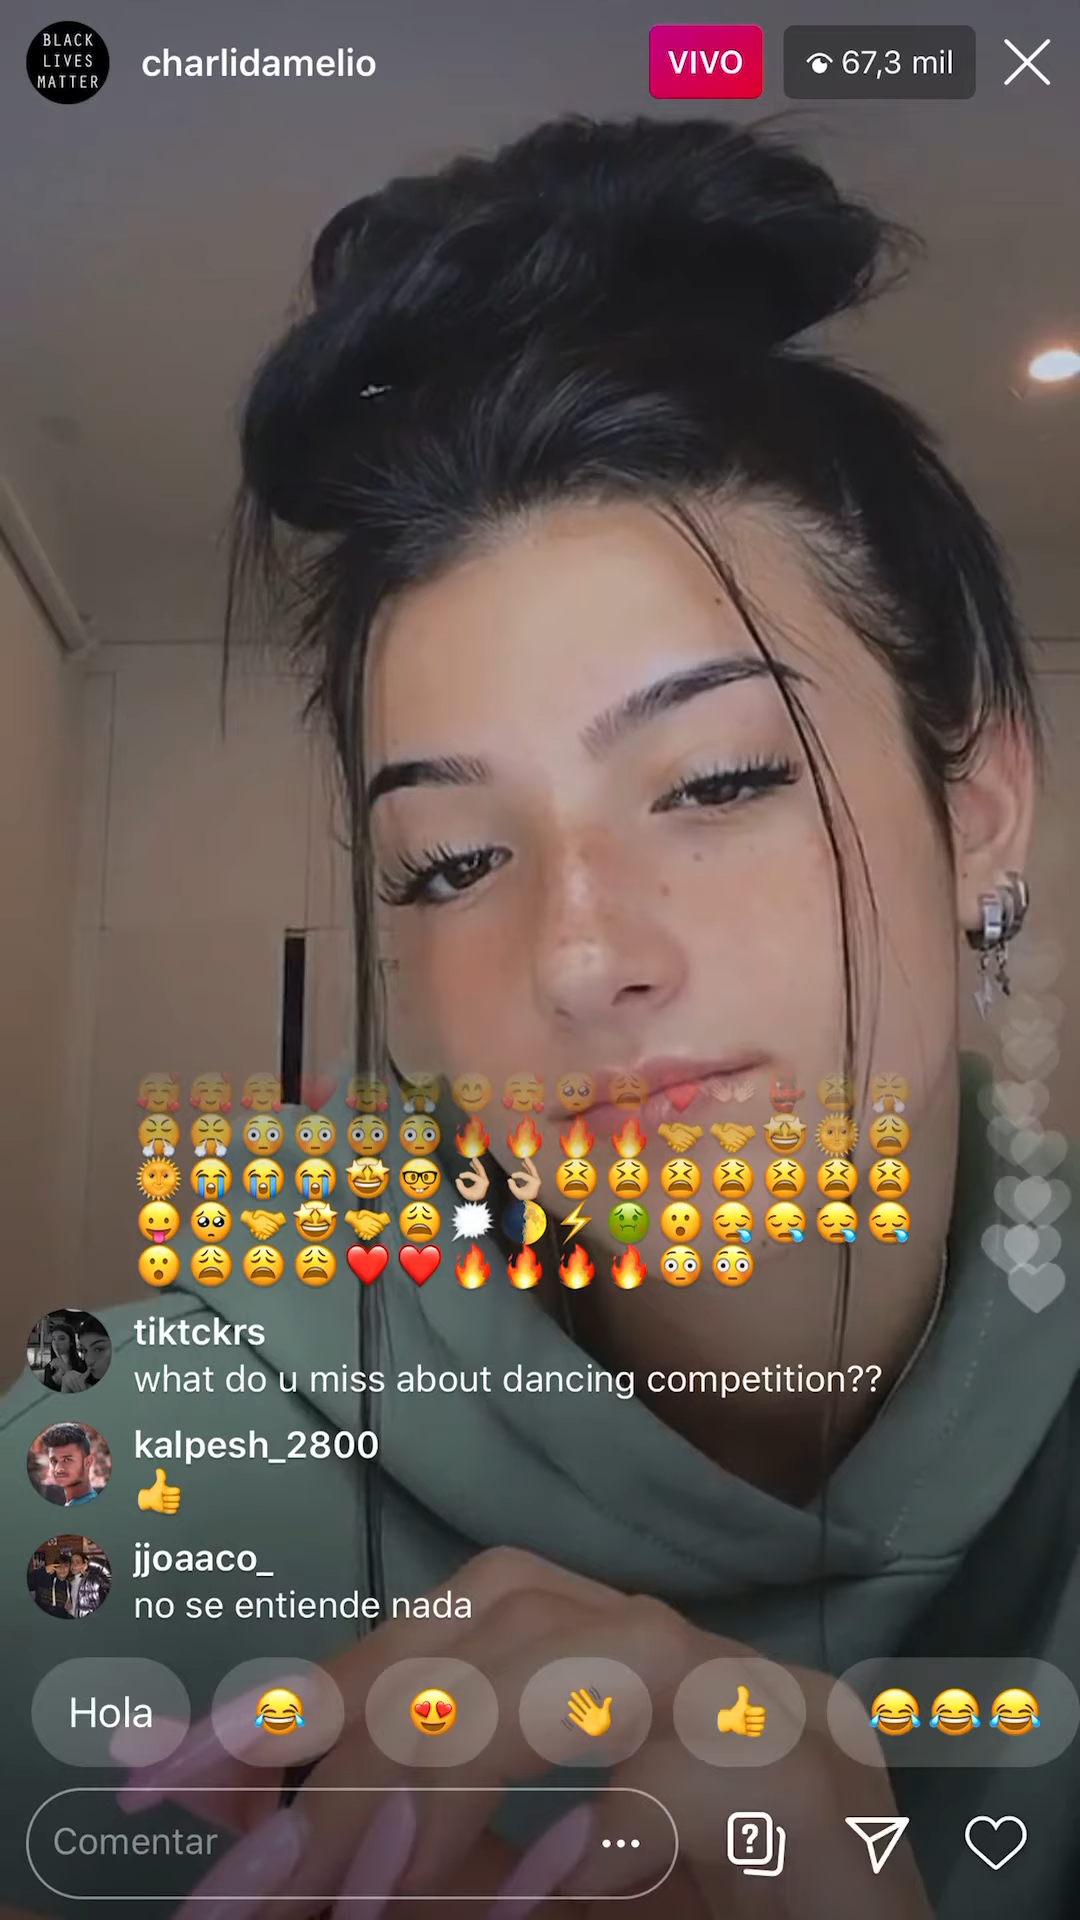 BLACK
LIVES
MATTER
charlidamelio
VIVO
67,3 mil
tiktckrs
what do u miss about dancing competition??
kalpesh_2800
👍
jjoaaco_
no se entiende nada
Hola
Comentar